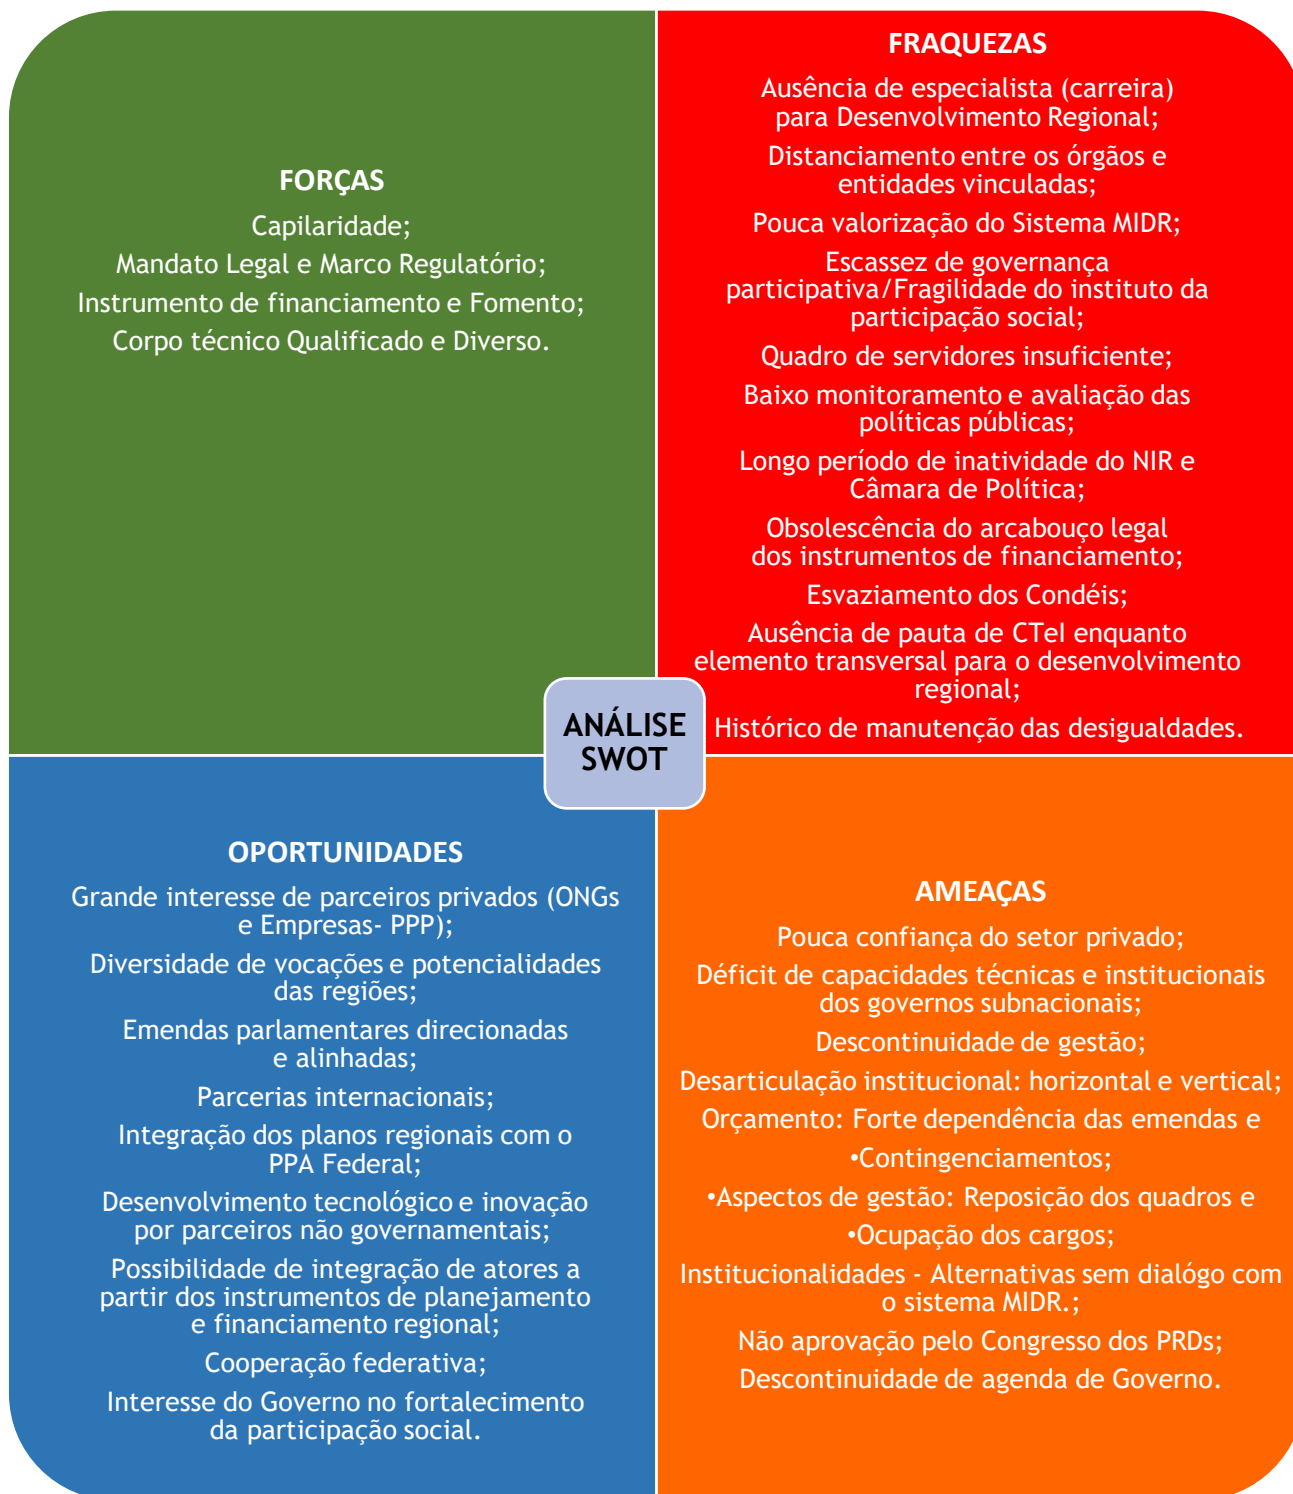 FORÇAS
Capilaridade;
Mandato Legal e Marco Regulatório;
Instrumento de financiamento e Fomento;
Corpo técnico Qualificado e Diverso.
FRAQUEZAS
Ausência de especialista (carreira)
para Desenvolvimento Regional;
Distanciamento entre os órgãos e
entidades vinculadas;
Pouca valorização do Sistema MIDR;
Escassez de governança
participativa/Fragilidade do instituto da
participação social;
Quadro de servidores insuficiente;
Baixo monitoramento e avaliação das
políticas públicas;
Longo período de inatividade do NIR e
Câmara de Política;
Obsolescência do arcabouço legal
dos instrumentos de financiamento;
Esvaziamento dos Condéis;
Ausência de pauta de CTeI enquanto
elemento transversal para o desenvolvimento
regional;
Histórico de manutenção das desigualdades.
ANÁLISE
SWOT
OPORTUNIDADES
Grande interesse de parceiros privados (ONGs
e Empresas- PPP);
Diversidade de vocações e potencialidades
das regiões;
Emendas parlamentares direcionadas
e alinhadas;
Parcerias internacionais;
Integração dos planos regionais com o
PPA Federal;
Desenvolvimento tecnológico e inovação
por parceiros não governamentais;
Possibilidade de integração de atores a
partir dos instrumentos de planejamento
e financiamento regional;
Cooperação federativa;
Interesse do Governo no fortalecimento
da participação social.
AMEAÇAS
Pouca confiança do setor privado;
Déficit de capacidades técnicas e institucionais
dos governos subnacionais;
Descontinuidade de gestão;
Desarticulação institucional: horizontal e vertical;
Orçamento: Forte dependência das emendas e
•Contingenciamentos;
•Aspectos de gestão: Reposição dos quadros e
•Ocupação dos cargos;
Institucionalidades - Alternativas sem dialógo com
o sistema MIDR.;
Não aprovação pelo Congresso dos PRDs;
Descontinuidade de agenda de Governo.